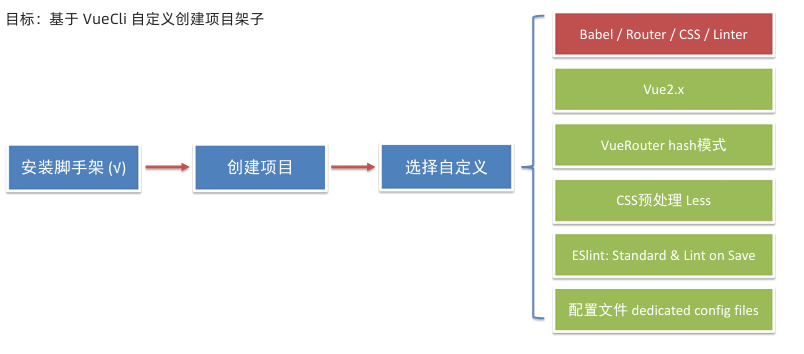 目标：基于 VueCli 自定义创建项目架子
安装脚手架 (√)
创建项目
选择自定义
Babel / Router / CSS / Linter
Vue2.x
VueRouter hash模式
CSS预处理 Less
ESlint: Standard & Lint on Save
配置文件 dedicated config files